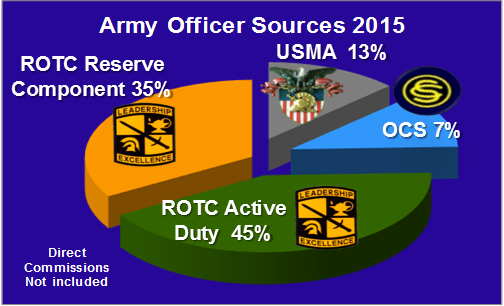 Army Officer Sources 2015
USMA 13%
ROTC Reserve
Component 35%
OCS 7%
LEADERSHIP
EXCELLENCE
ROTC Active
Duty 45%
LEADERSHIP
EXCELLENCE
Direct
Commissions
Not included